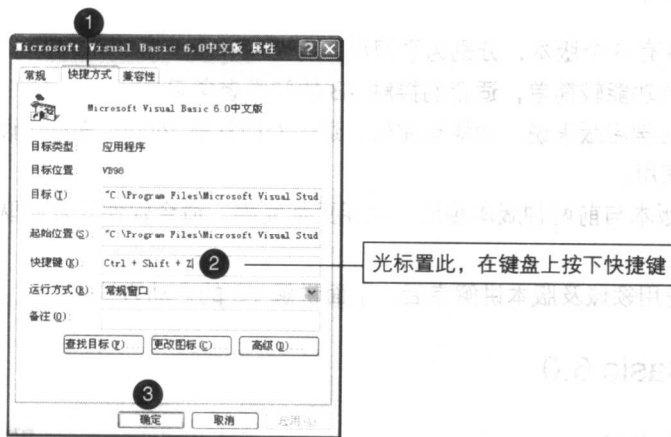 1
Microsoft Visual Basic 6.0中文版 属性
常规 快捷方式 兼容性
Microsoft Visual Basic 6.0中文版
目标类型: 应用程序
目标位置: VB98
目标(T): "C:\Program Files\Microsoft Visual Stud
起始位置(S): "C:\Program Files\Microsoft Visual Stud
快捷键(K): Ctrl + Shift + Z 2
光标置此，在键盘上按下快捷键
运行方式(R): 常规窗口
备注(O):
查找目标(F)... 更改图标(C)... 高级(D)...
3
确定 取消 应用(A)